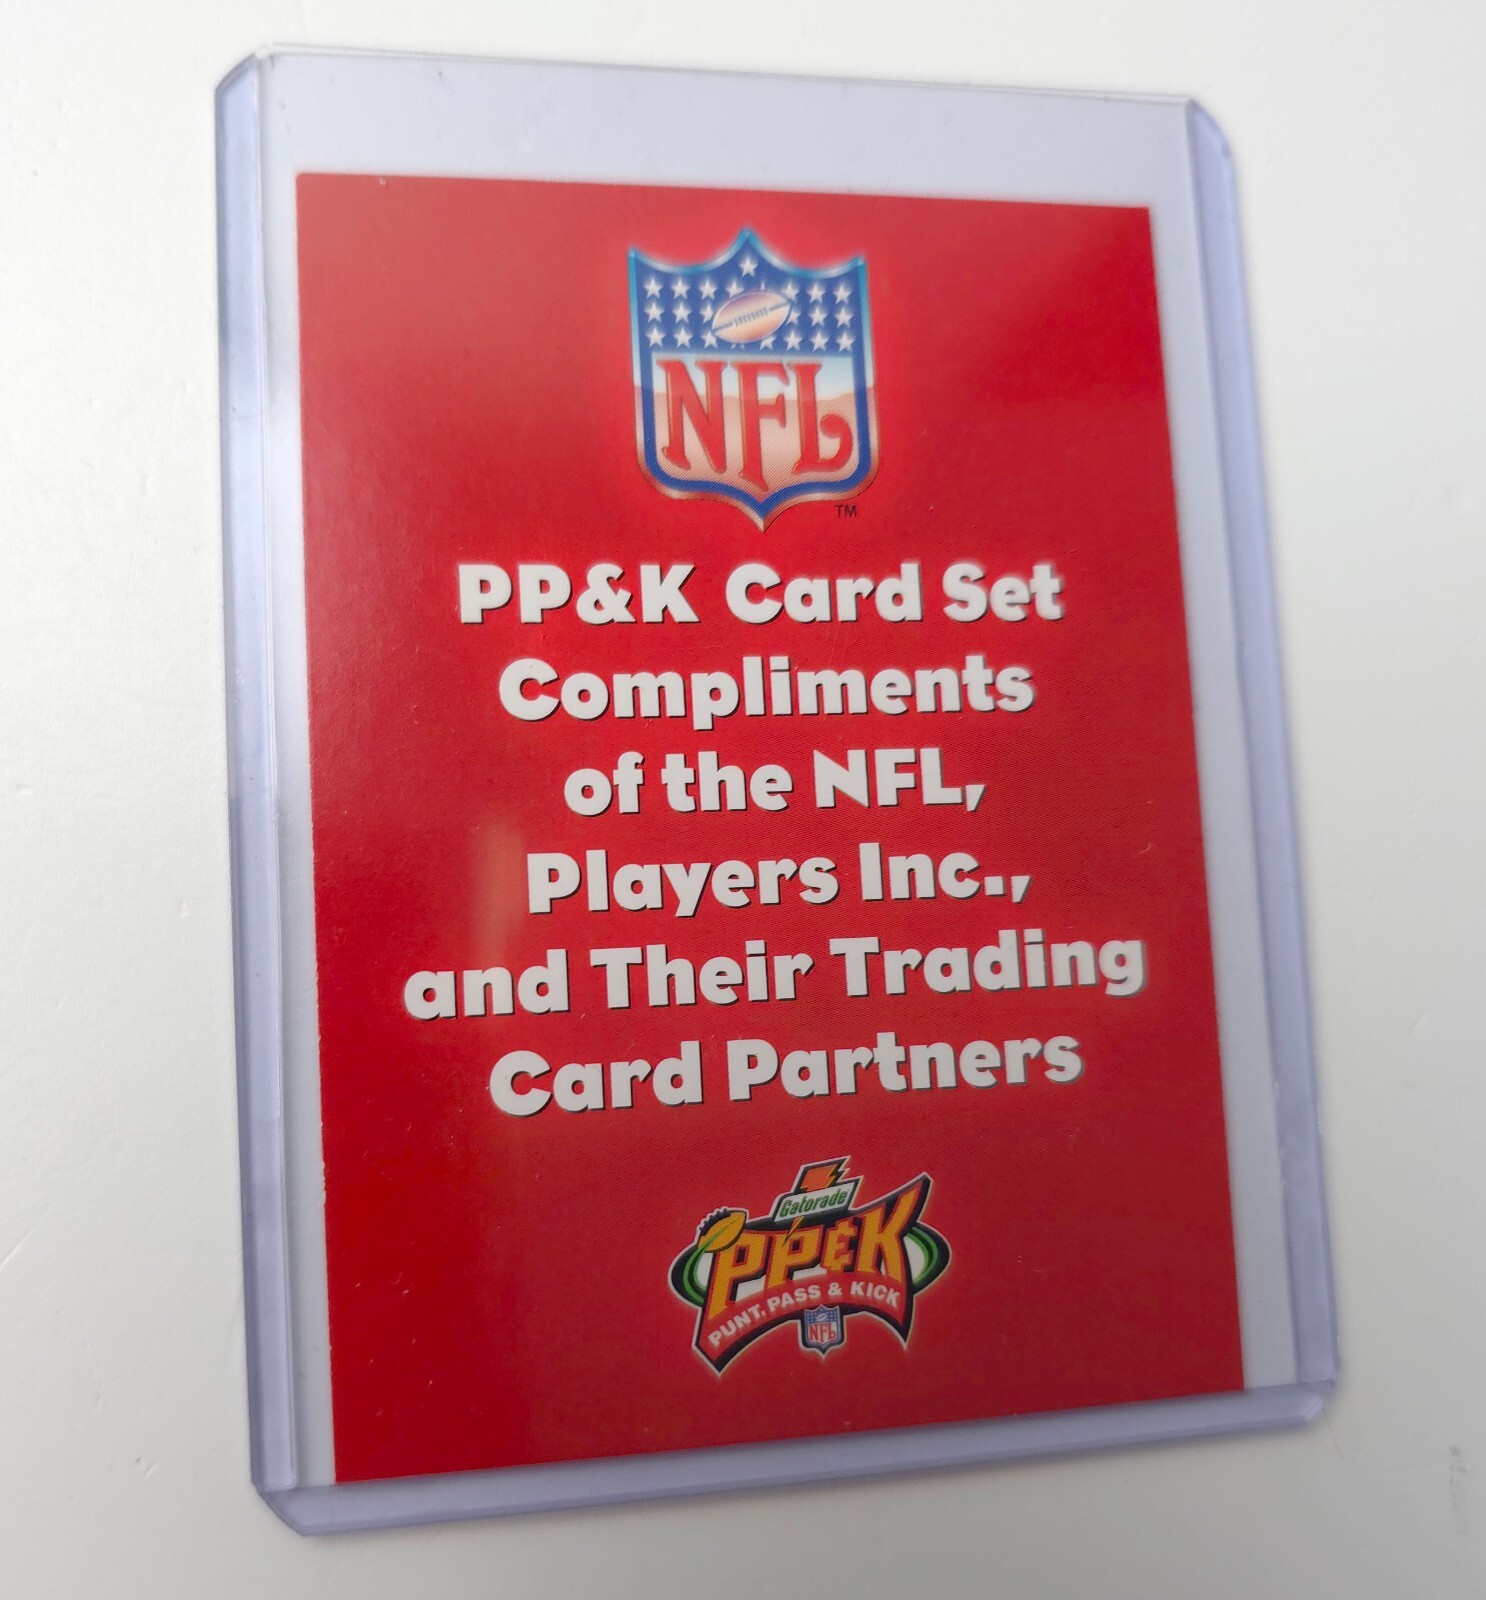 NFL
TM
PP&K Card Set
Compliments
of the NFL,
Players Inc.,
and Their Trading
Card Partners
Gatorade
PP&K
PUNT, PASS & KICK
NFL